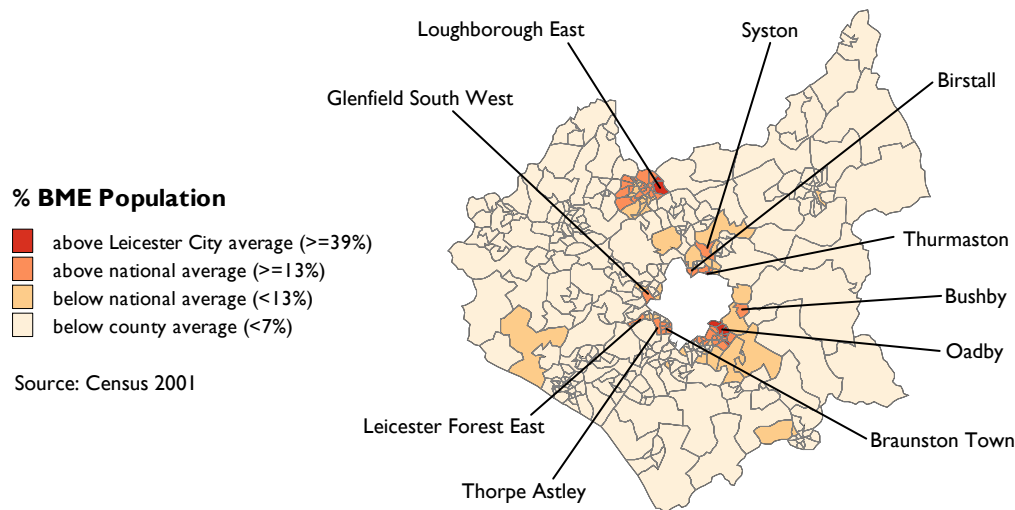 Loughborough East
Syston
Birstall
Glenfield South West
% BME Population
above Leicester City average (>=39%)
above national average (>=13%)
below national average (<13%)
below county average (<7%)
Source: Census 2001
Thurmaston
Bushby
Oadby
Leicester Forest East
Braunston Town
Thorpe Astley